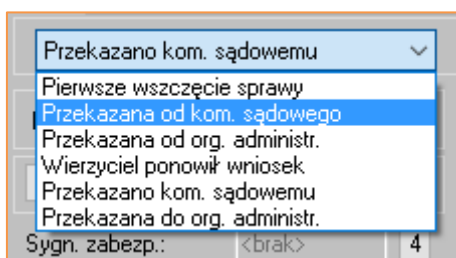 Przekazano kom. sądowemu
Pierwsze wszczęcie sprawy
Przekazana od kom. sądowego
Przekazana od org. administr.
Wierzyciel ponowił wniosek
Przekazano kom. sądowemu
Przekazana do org. administr.
Sygn. zabezp.: <brak> 4